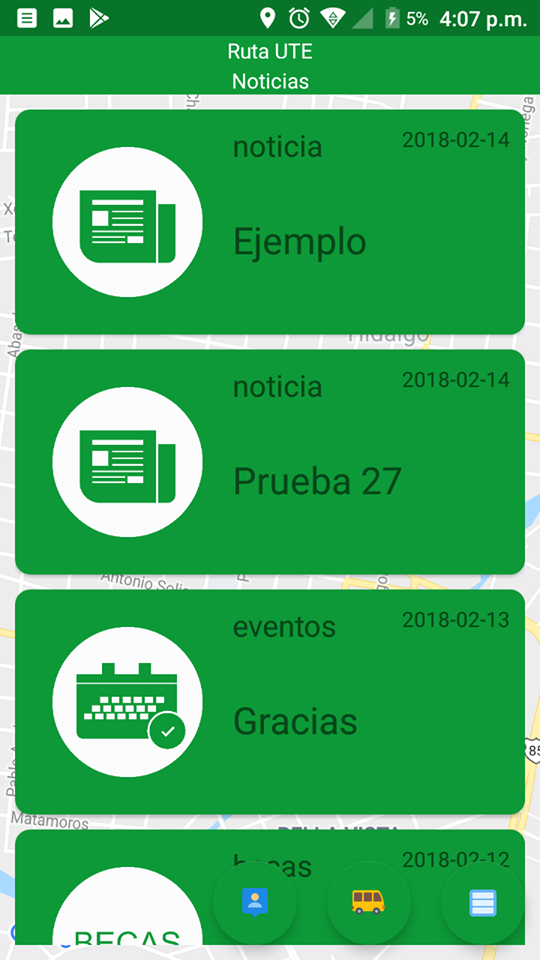 5% 4:07 p.m.
Ruta UTE
Noticias
noticia 2018-02-14
Ejemplo
Hidalgo
noticia 2018-02-14
Prueba 27
Antonio Solis
eventos 2018-02-13
Gracias
85
Matamoros
BELLA VISTA
becas 2018-02-12
BECAS